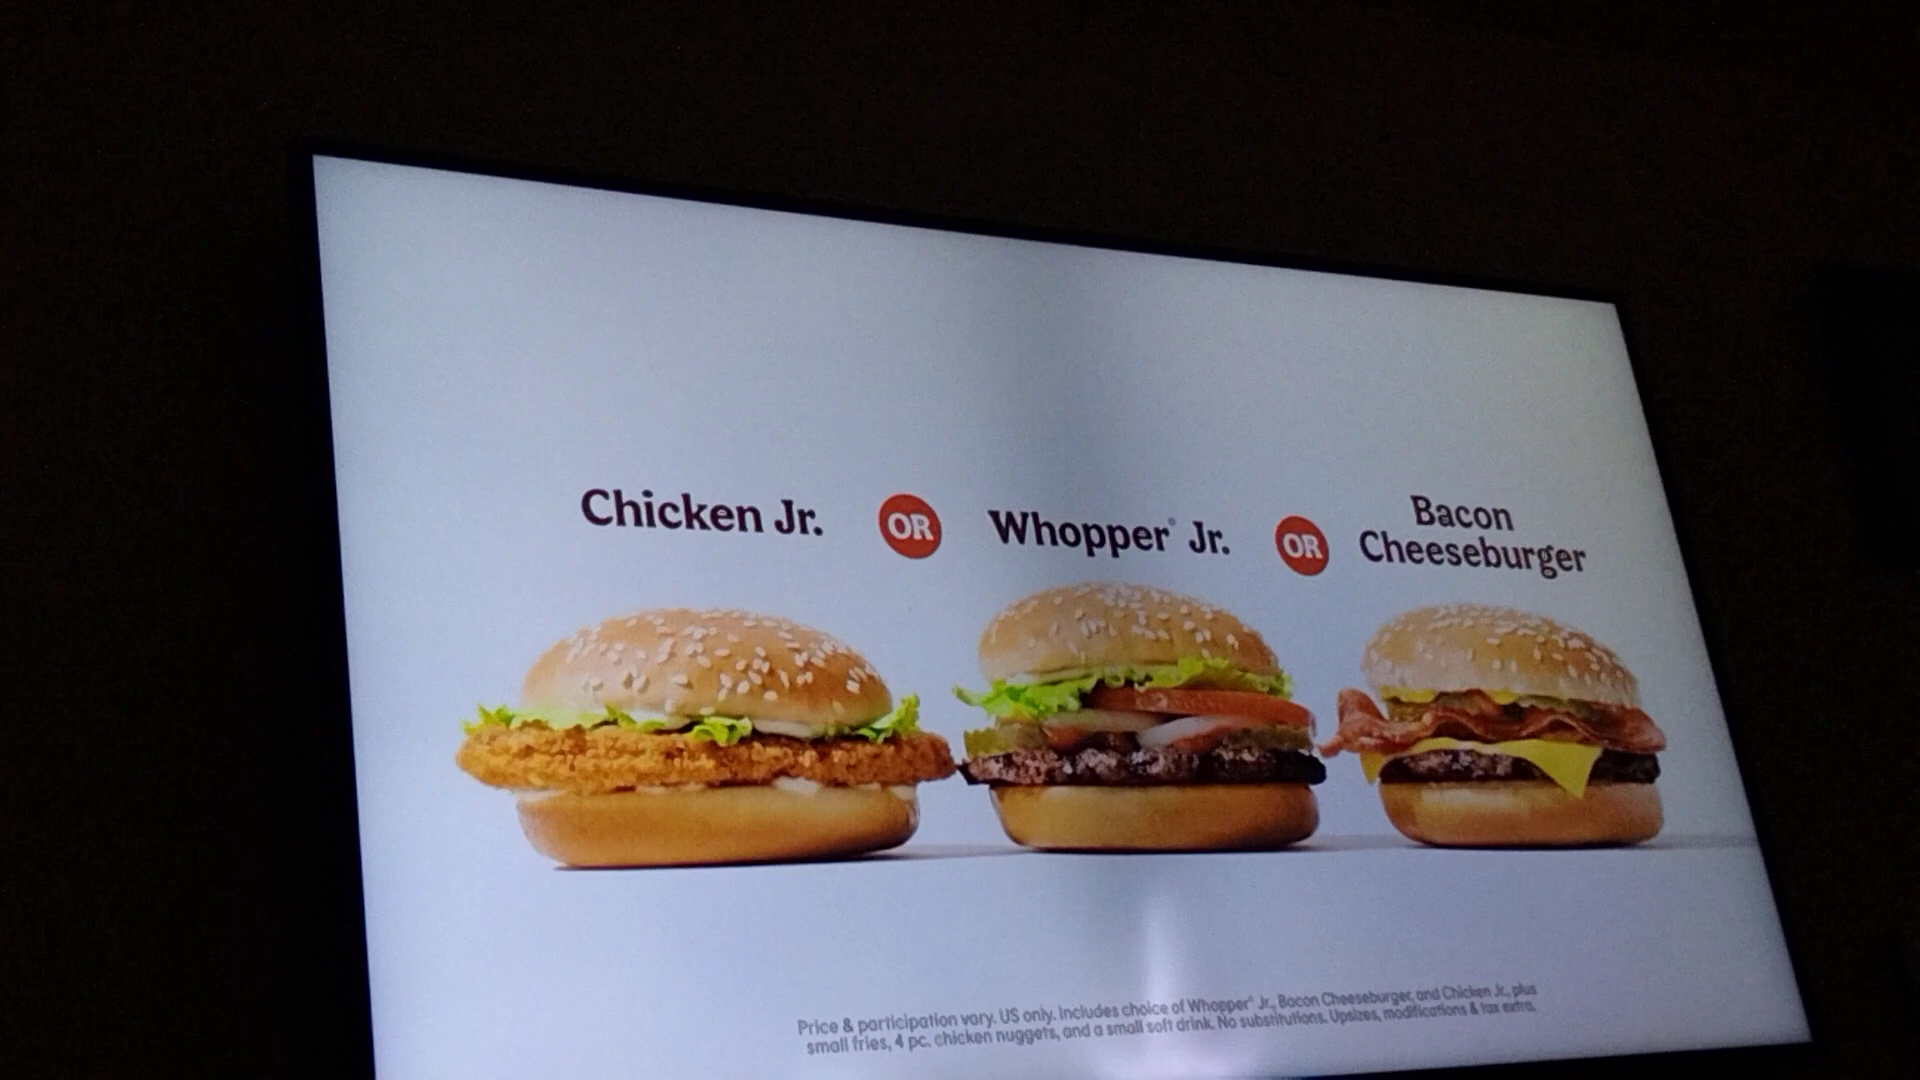 Chicken Jr. OR Whopper® Jr. OR Bacon Cheeseburger
Price & participation vary. US only. Includes choice of Whopper® Jr., Bacon Cheeseburger, and Chicken Jr., plus
small fries, 4 pc. chicken nuggets, and a small soft drink. No substitutions. Upsizes, modifications & tax extra.